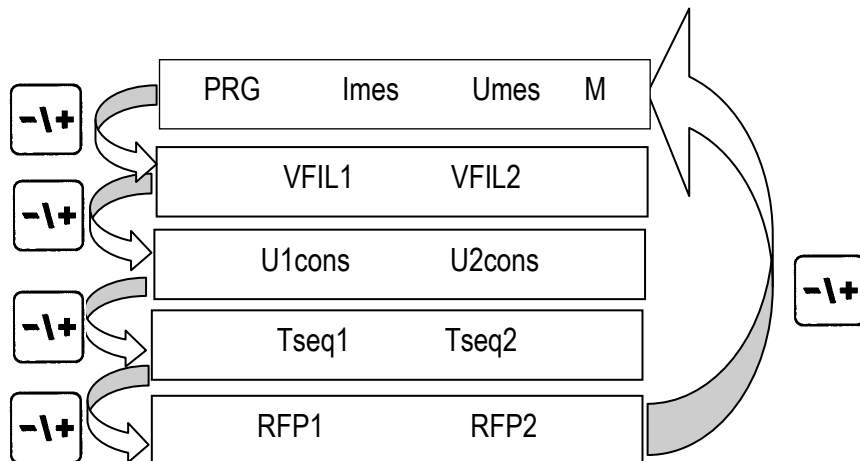 PRG Imes Umes M
-\+
VFIL1 VFIL2
-\+
U1cons U2cons
-\+
-\+
Tseq1 Tseq2
RFP1 RFP2
-\+